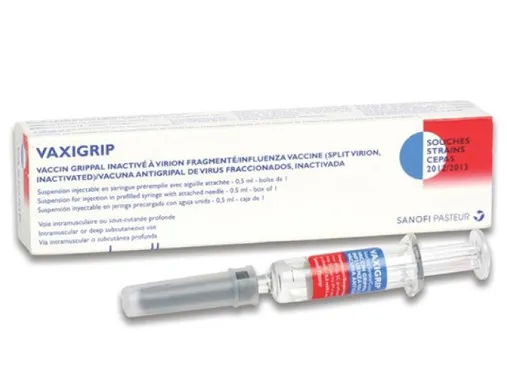 VAXIGRIP
VACCIN GRIPPAL INACTIVÉ À VIRION FRAGMENTÉ/INFLUENZA VACCINE (SPLIT VIRION,
INACTIVATED)/VACUNA ANTIGRIPAL DE VIRUS FRACCIONADOS, INACTIVADA
Suspension injectable en seringue préremplie avec aiguille attachée - 0,5 ml - boîte de 1
Suspension for injection in prefilled syringe with attached needle - 0.5 ml - box of 1
Suspensión inyectable en jeringa precargada con aguja unida - 0,5 ml - caja de 1
Voie intramusculaire ou sous-cutanée profonde
Intramuscular or deep subcutaneous use
Vía intramuscular o subcutánea profunda
SOUCHES
STRAINS
CEPAS
2012/2013
SANOFI PASTEUR
VAXIGRIP